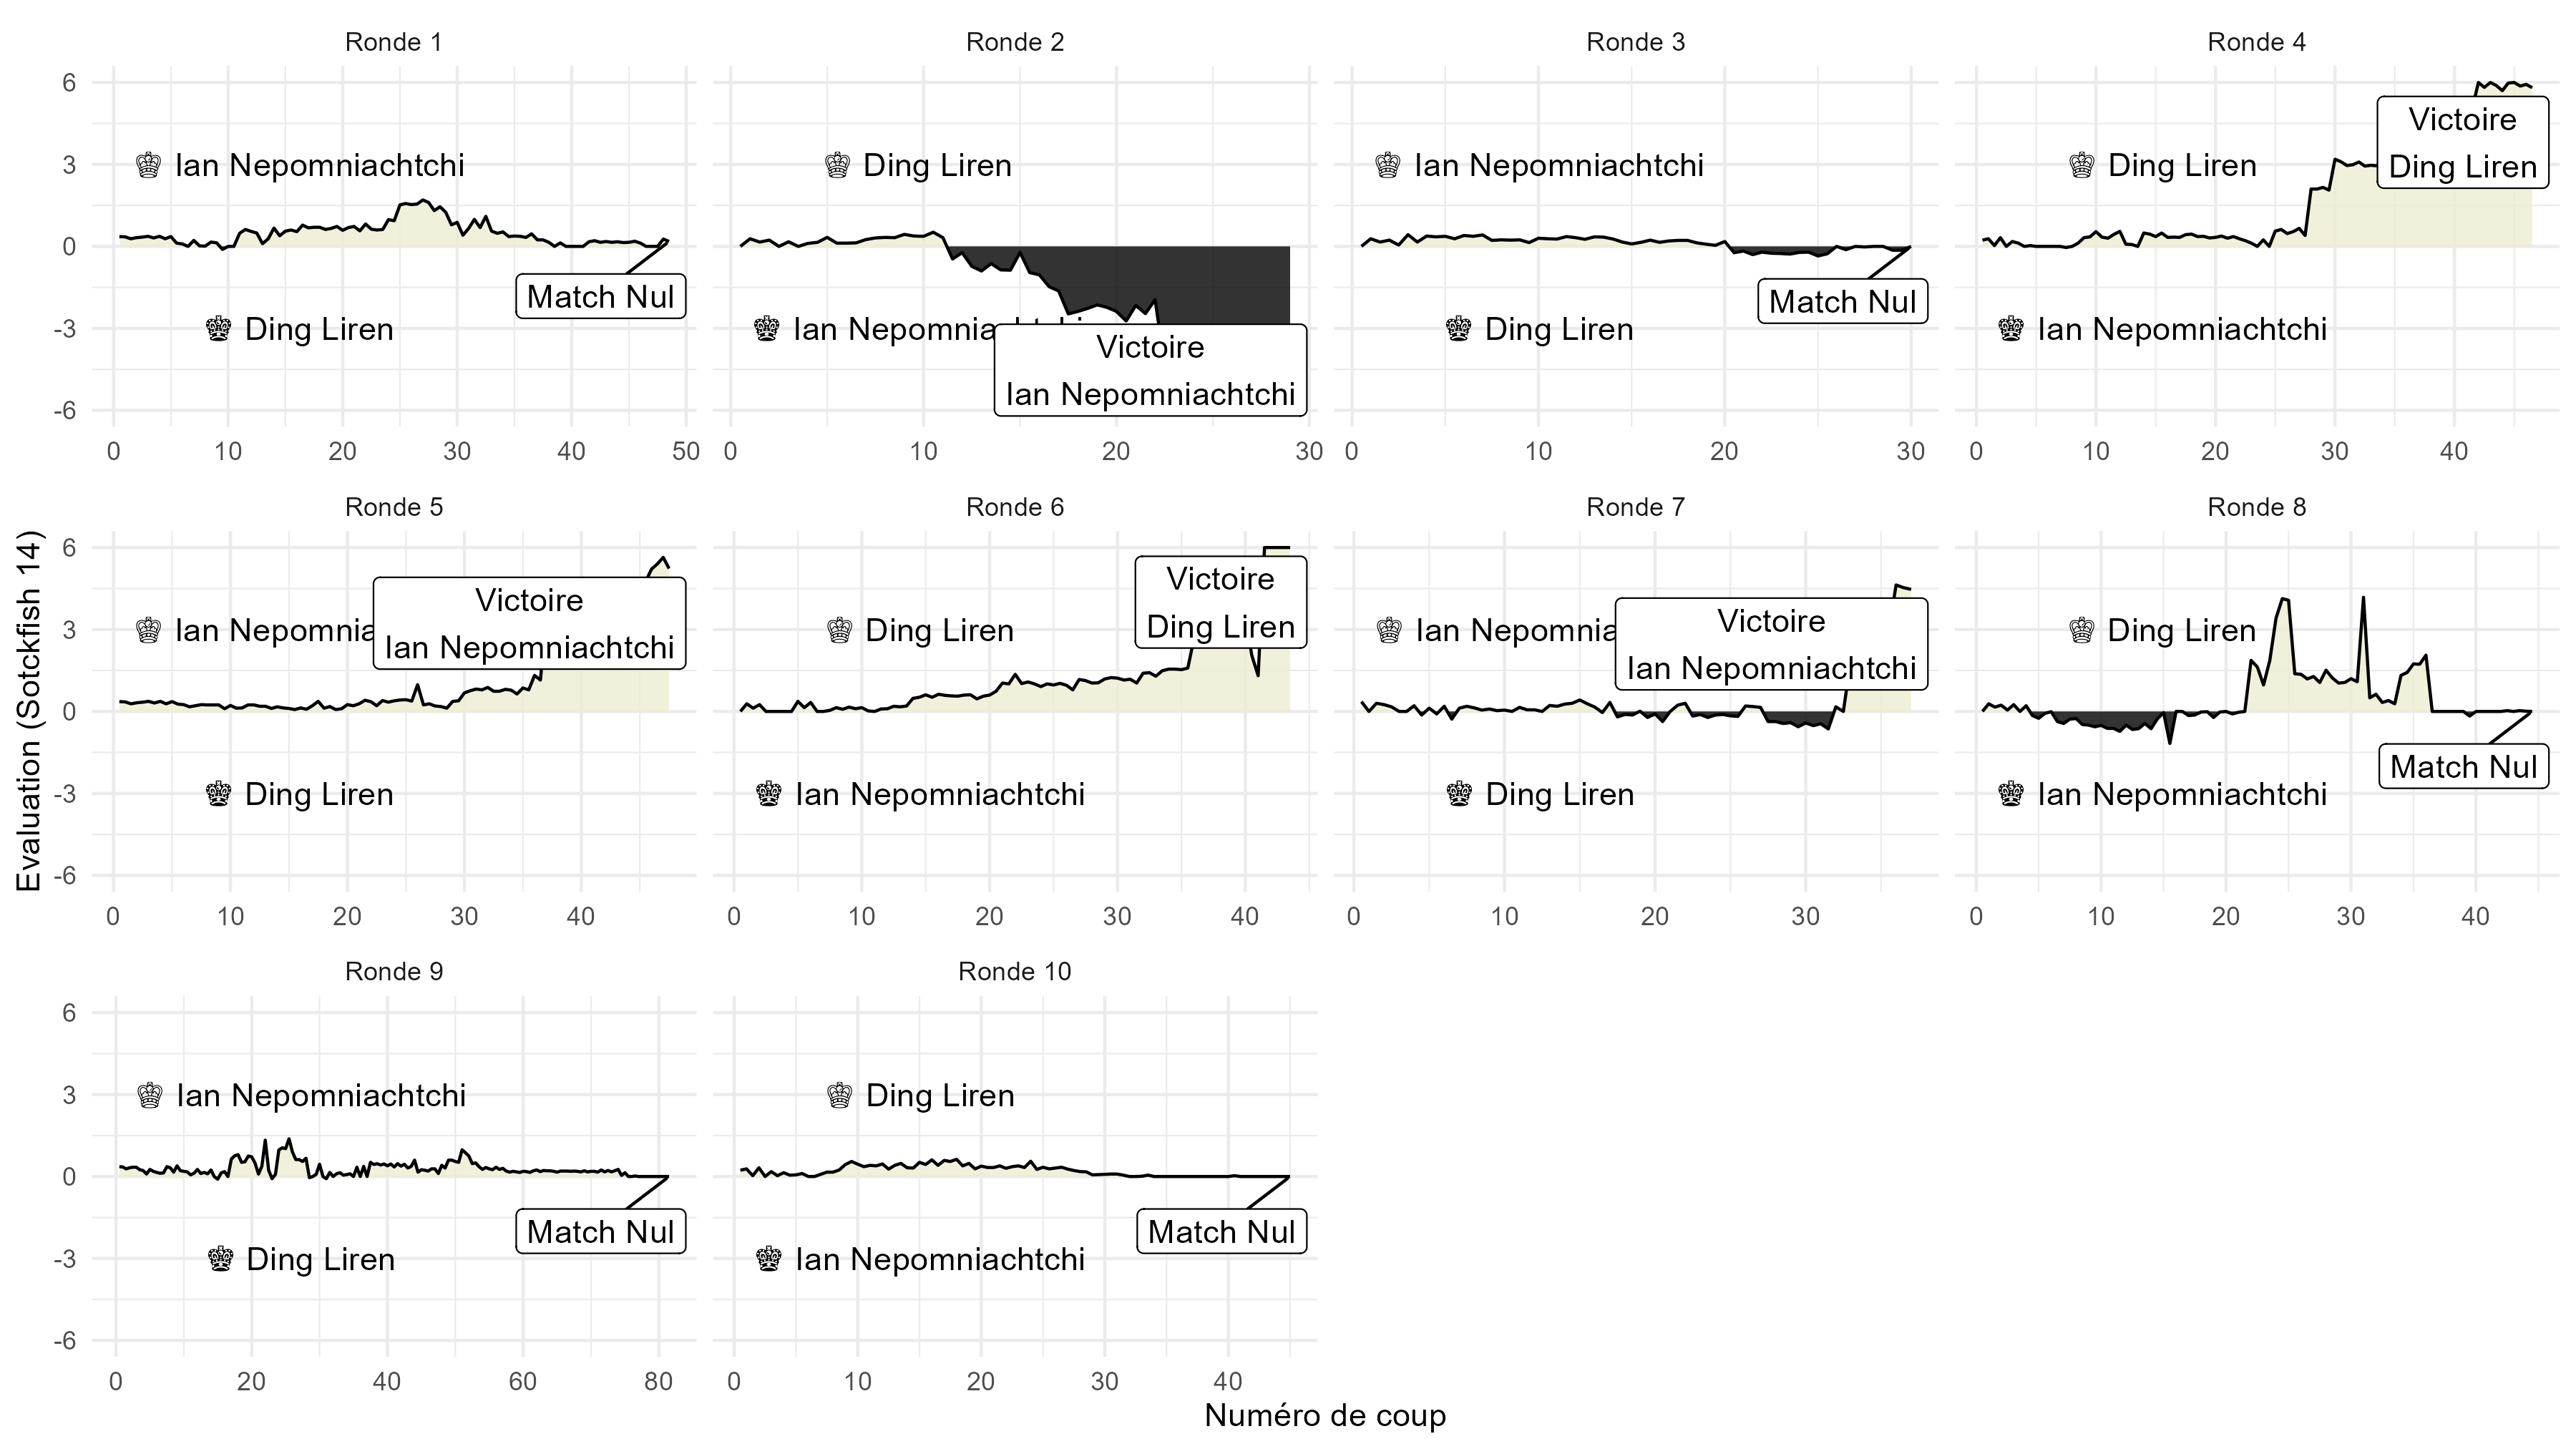 Ronde 1
Ronde 2
Ronde 3
Ronde 4
6
3
0
-3
-6
♔ Ian Nepomniachtchi
♚ Ding Liren
Match Nul
0 10 20 30 40 50
♔ Ding Liren
♚ Ian Nepomnia
Victoire
Ian Nepomniachtchi
0 10 20 30
♔ Ian Nepomniachtchi
♚ Ding Liren
Match Nul
0 10 20 30
♔ Ding Liren
♚ Ian Nepomniachtchi
Victoire
Ding Liren
0 10 20 30 40
Evaluation (Sotckfish 14)
Ronde 5
Ronde 6
Ronde 7
Ronde 8
6
3
0
-3
-6
♔ Ian Nepomnia
Victoire
Ian Nepomniachtchi
♚ Ding Liren
0 10 20 30 40
♔ Ding Liren
Victoire
Ding Liren
♚ Ian Nepomniachtchi
0 10 20 30 40
♔ Ian Nepomnia
Victoire
Ian Nepomniachtchi
♚ Ding Liren
0 10 20 30
♔ Ding Liren
♚ Ian Nepomniachtchi
Match Nul
0 10 20 30 40
Ronde 9
Ronde 10
6
3
0
-3
-6
♔ Ian Nepomniachtchi
Match Nul
♚ Ding Liren
0 20 40 60 80
♔ Ding Liren
Match Nul
♚ Ian Nepomniachtchi
0 10 20 30 40
Numéro de coup